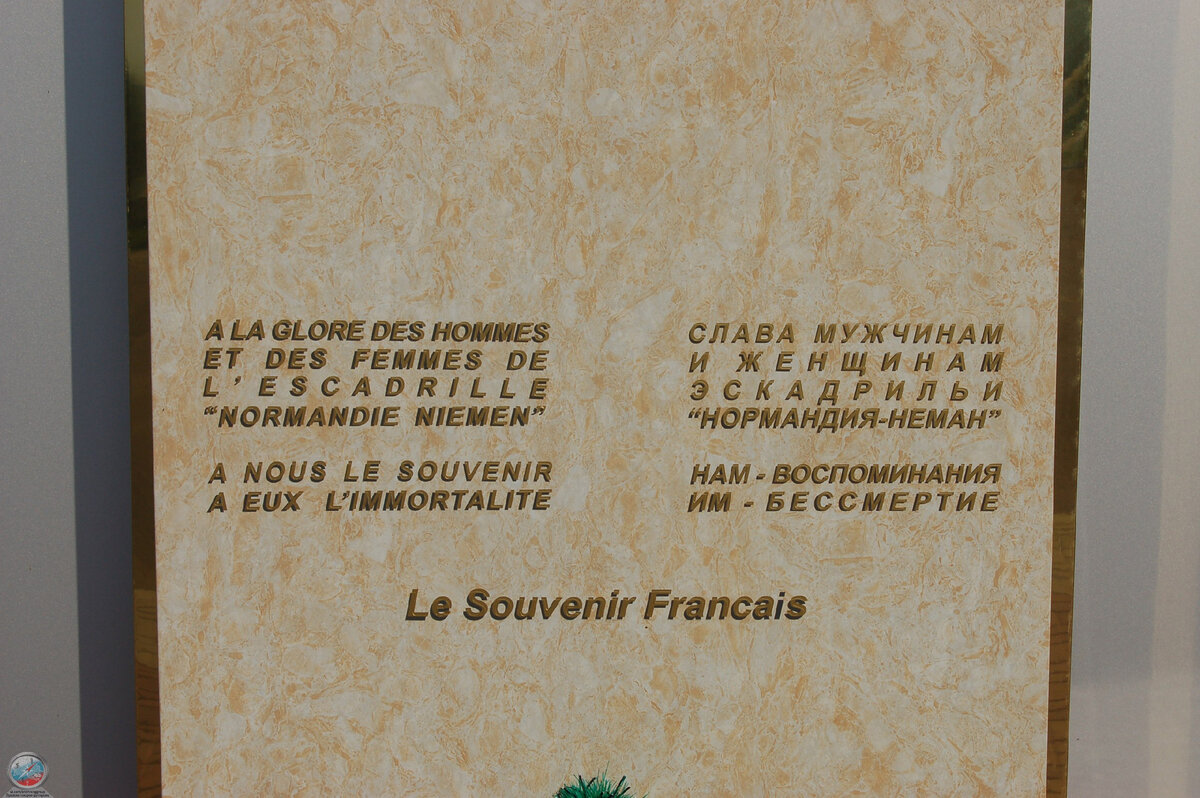 A LA GLORE DES HOMMES
ET DES FEMMES DE
L'ESCADRILLE
“NORMANDIE NIEMEN”
A NOUS LE SOUVENIR
A EUX L'IMMORTALITE
СЛАВА МУЖЧИНАМ
И ЖЕНЩИНАМ
ЭСКАДРИЛЬИ
“НОРМАНДИЯ-НЕМАН”
НАМ - ВОСПОМИНАНИЯ
ИМ - БЕССМЕРТИЕ
Le Souvenir Francais